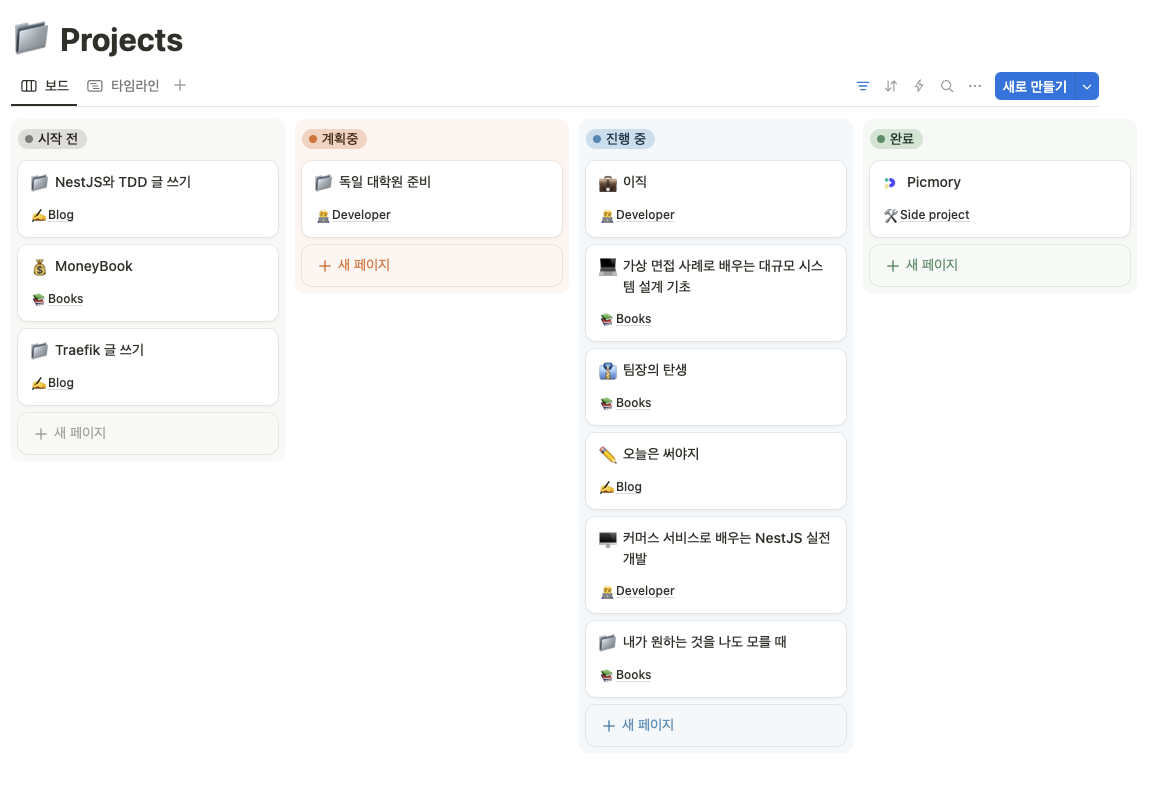 Projects
보드
타임라인
새로 만들기
시작 전
NestJS와 TDD 글 쓰기
Blog
MoneyBook
Books
Traefik 글 쓰기
Blog
새 페이지
계획중
독일 대학원 준비
Developer
새 페이지
진행 중
이직
Developer
가상 면접 사례로 배우는 대규모 시스
템 설계 기초
Books
팀장의 탄생
Books
오늘은 써야지
Blog
커머스 서비스로 배우는 NestJS 실전
개발
Developer
내가 원하는 것을 나도 모를 때
Books
새 페이지
완료
Picmory
Side project
새 페이지